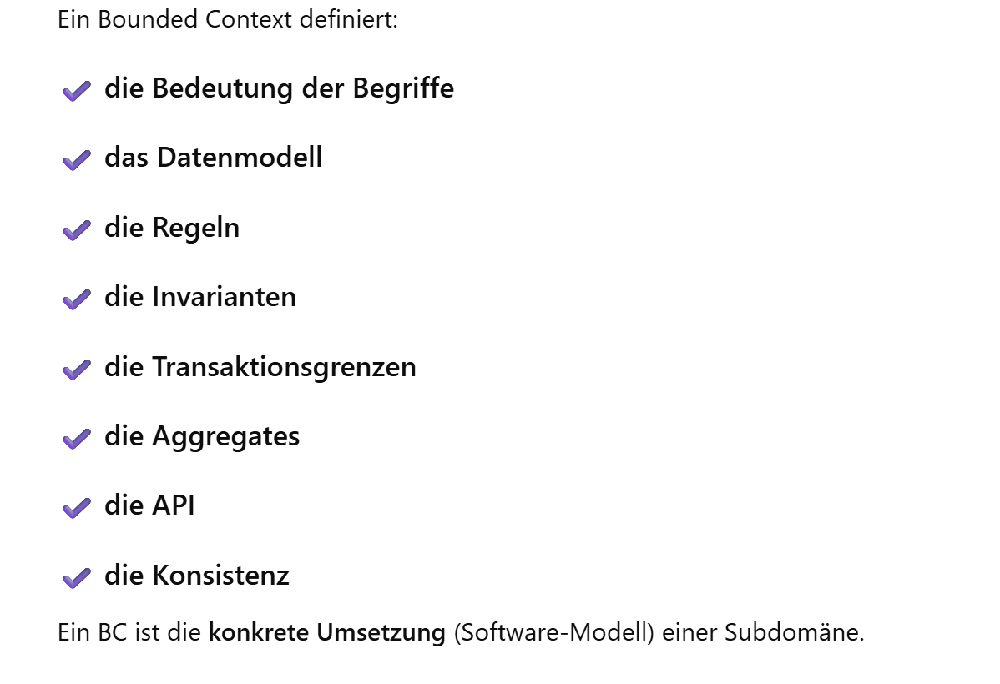 Ein Bounded Context definiert:
✔ die Bedeutung der Begriffe
✔ das Datenmodell
✔ die Regeln
✔ die Invarianten
✔ die Transaktionsgrenzen
✔ die Aggregates
✔ die API
✔ die Konsistenz
Ein BC ist die konkrete Umsetzung (Software-Modell) einer Subdomäne.